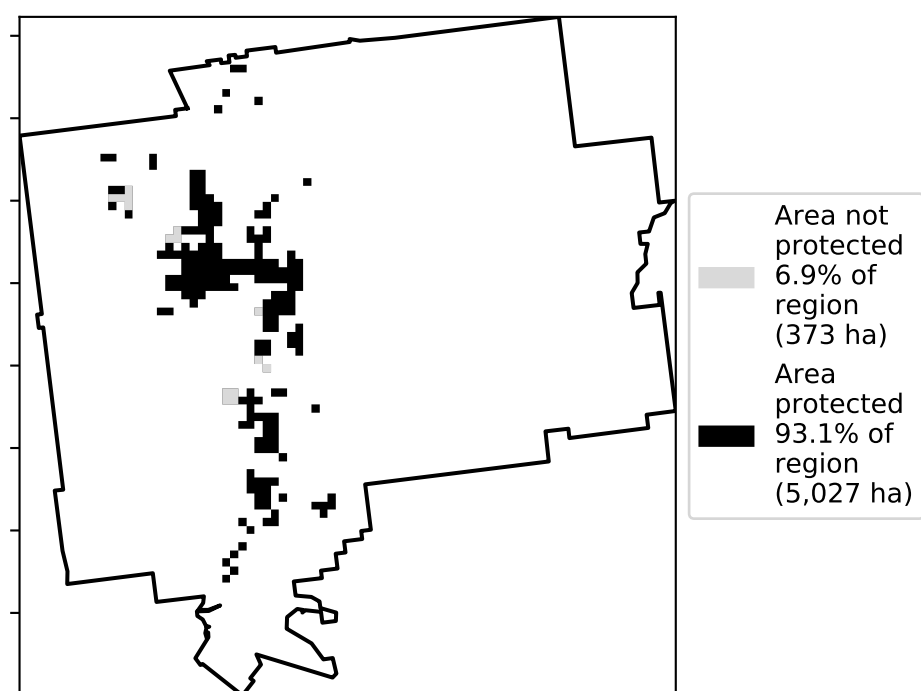 Area not
protected
6.9% of
region
(373 ha)
Area
protected
93.1% of
region
(5,027 ha)